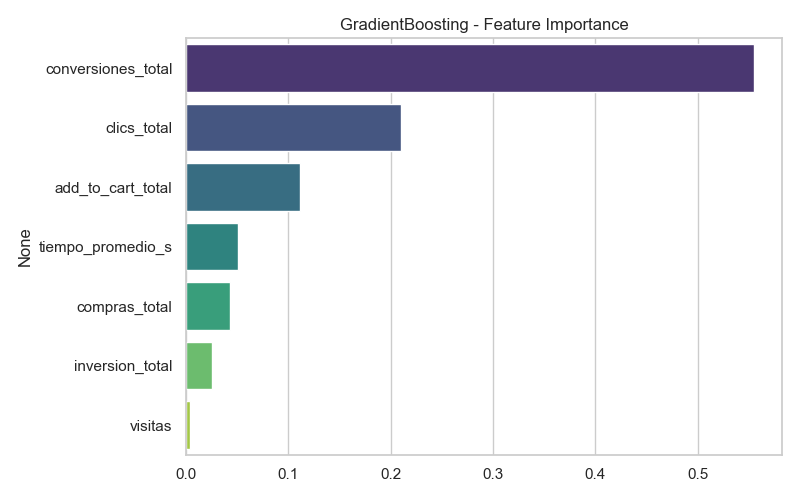 GradientBoosting - Feature Importance
None
conversiones_total
clics_total
add_to_cart_total
tiempo_promedio_s
compras_total
inversion_total
visitas
0.0 0.1 0.2 0.3 0.4 0.5